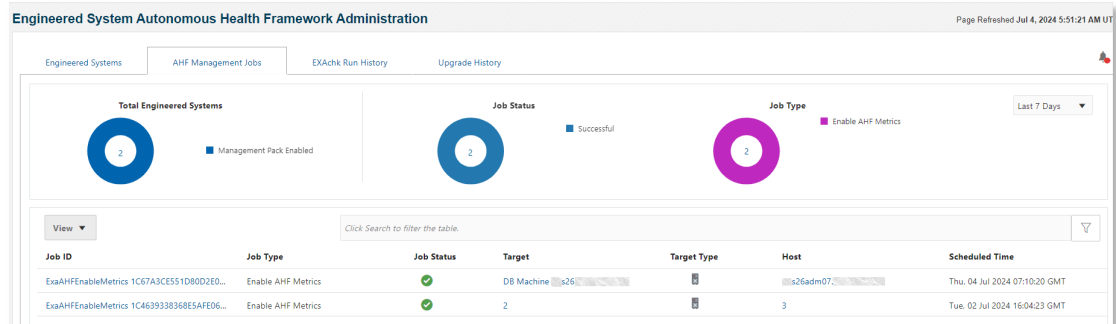 Engineered System Autonomous Health Framework Administration
Page Refreshed Jul 4, 2024 5:51:21 AM UT
Engineered Systems
AHF Management Jobs
EXAchk Run History
Upgrade History
Total Engineered Systems
Job Status
Job Type
Last 7 Days
2
Management Pack Enabled
2
Successful
2
Enable AHF Metrics
View
Click Search to filter the table.
Job ID Job Type Job Status Target Target Type Host Scheduled Time
ExaAHFEnableMetrics 1C67A3CE551D80D2E0... Enable AHF Metrics DB Machine s26 s26adm07. Thu. 04 Jul 2024 07:10:20 GMT
ExaAHFEnableMetrics 1C4639338368E5AFE06... Enable AHF Metrics 2 3 Tue. 02 Jul 2024 16:04:23 GMT